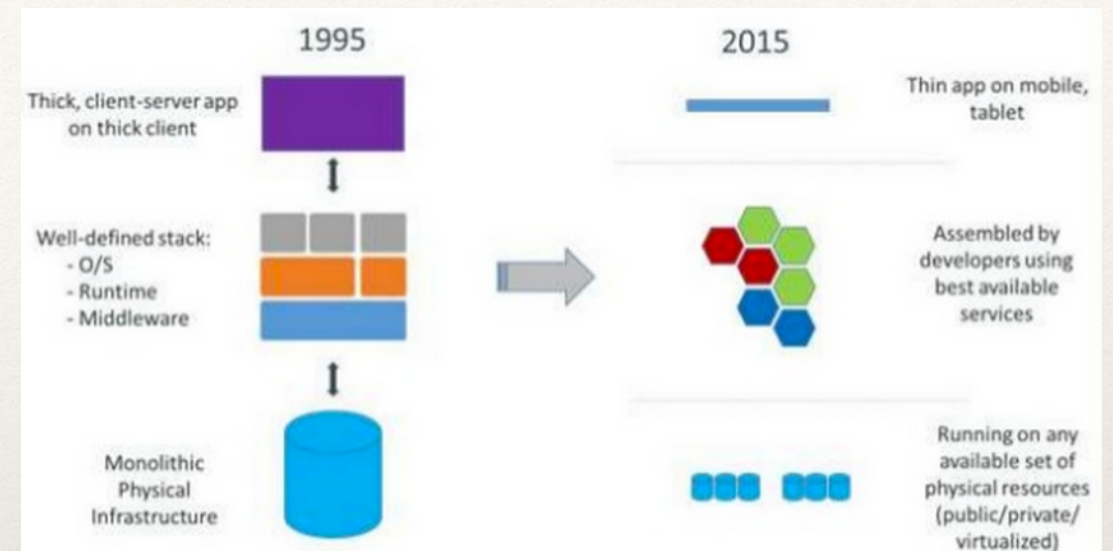 1995
2015
Thick, client-server app
on thick client
Thin app on mobile,
tablet
Well-defined stack:
- O/S
- Runtime
- Middleware
Assembled by
developers using
best available
services
Monolithic
Physical
Infrastructure
Running on any
available set of
physical resources
(public/private/
virtualized)